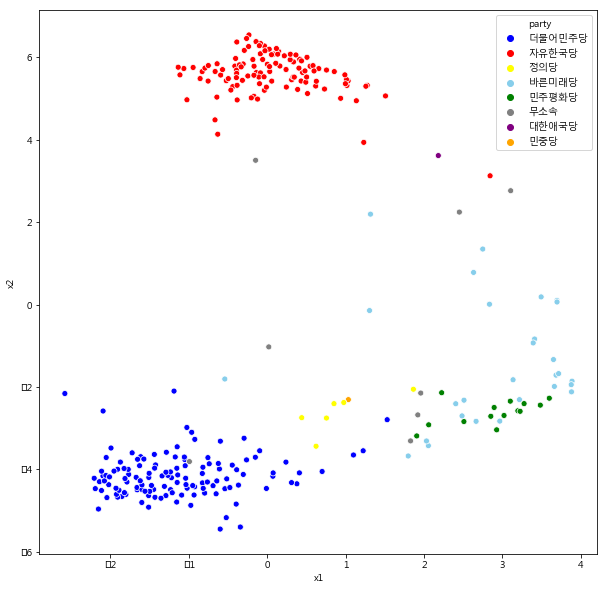 party
더불어민주당
자유한국당
정의당
바른미래당
민주평화당
무소속
대한애국당
민중당
6
4
2
0
□2
□4
□6
x2
□2
□1
0
1
2
3
4
x1